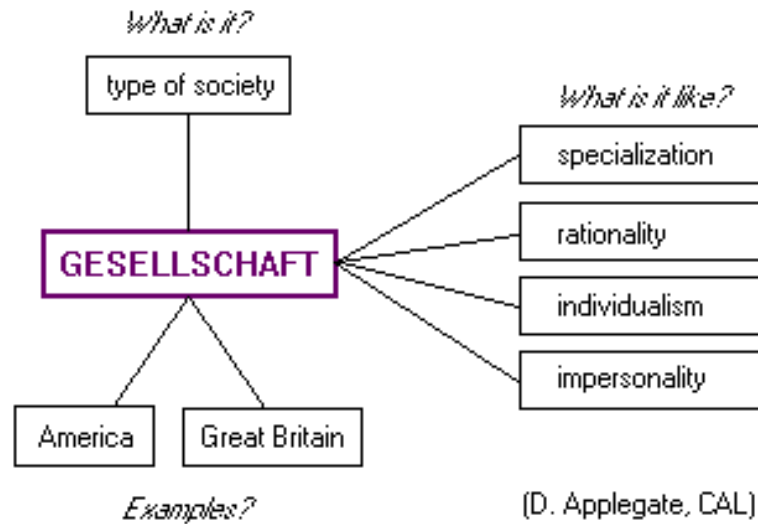 What is it?
type of society
What is it like?
specialization
rationality
GESELLSCHAFT
individualism
impersonality
America
Great Britain
Examples?
(D. Applegate, CAL)